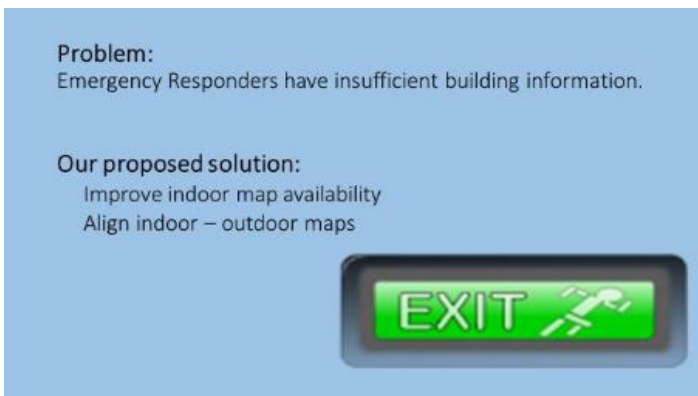 Problem:
Emergency Responders have insufficient building information.
Our proposed solution:
Improve indoor map availability
Align indoor – outdoor maps
EXIT